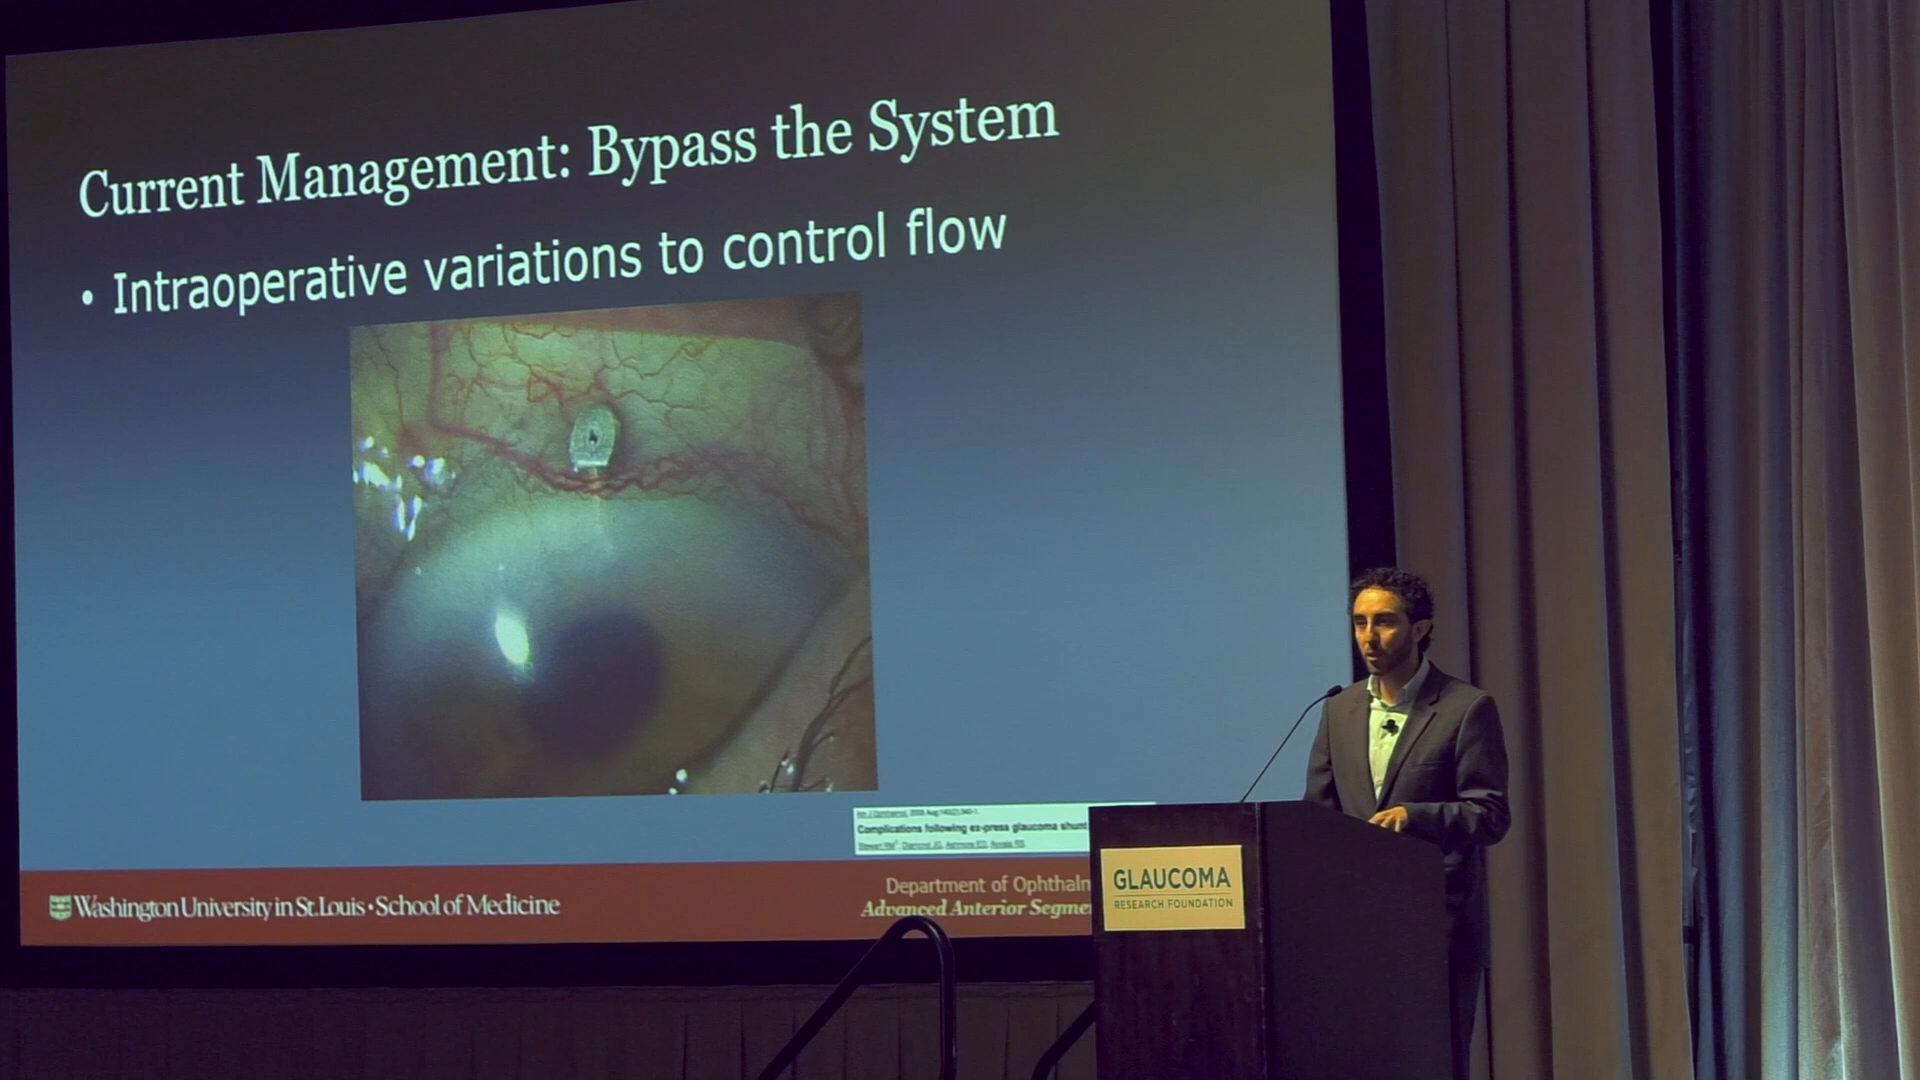 Current Management: Bypass the System
• Intraoperative variations to control flow
Complications following ex-press glaucoma shunt
Washington University in St. Louis • School of Medicine
Department of Ophthaln
Advanced Anterior Segme
GLAUCOMA
RESEARCH FOUNDATION